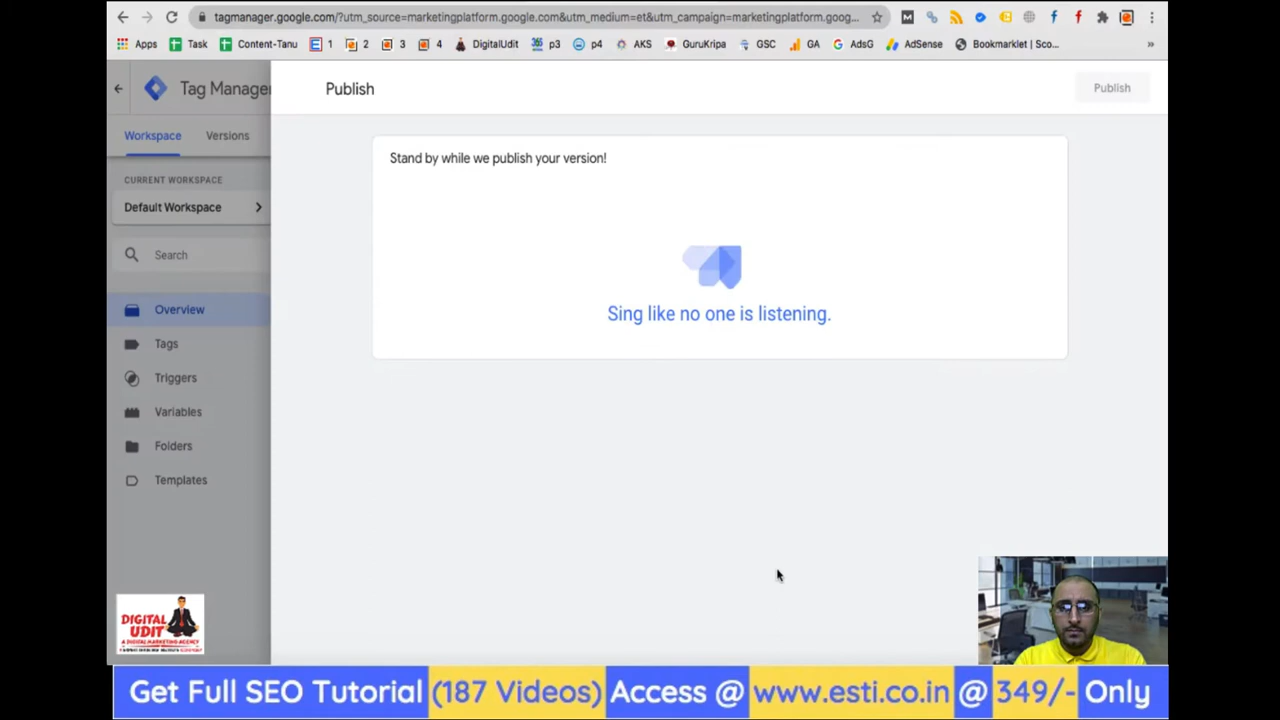 tagmanager.google.com/?utm_source=marketingplatform.google.com&utm_medium=et&utm_campaign=marketingplatform.goog...
Apps Task Content-Tanu 1 2 3 4 DigitalUdit p3 p4 AKS GuruKripa GSC GA AdsG AdSense Bookmarklet | Sco... »
Tag Manager
Publish
Publish
Workspace Versions
CURRENT WORKSPACE
Default Workspace
Search
Overview
Tags
Triggers
Variables
Folders
Templates
Stand by while we publish your version!
Sing like no one is listening.
DIGITAL
UDIT
A DIGITAL MARKETING AGENCY
Get Full SEO Tutorial (187 Videos) Access @ www.esti.co.in @ 349/- Only